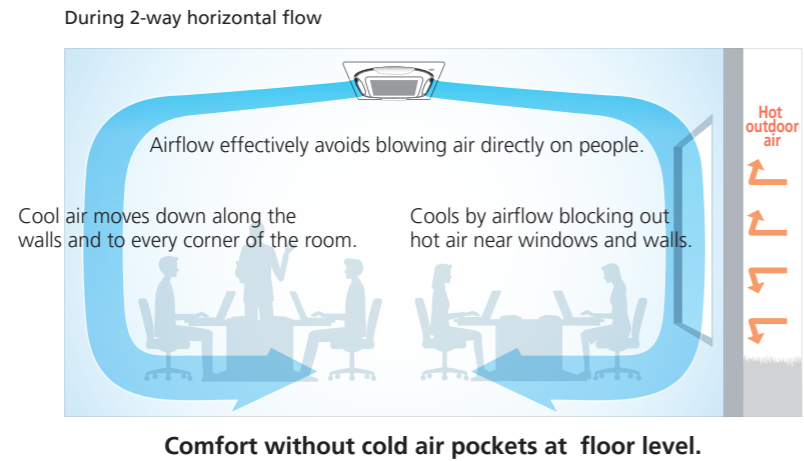 During 2-way horizontal flow
Hot
outdoor
air
Airflow effectively avoids blowing air directly on people.
Cool air moves down along the
walls and to every corner of the room.
Cools by airflow blocking out
hot air near windows and walls.
Comfort without cold air pockets at floor level.